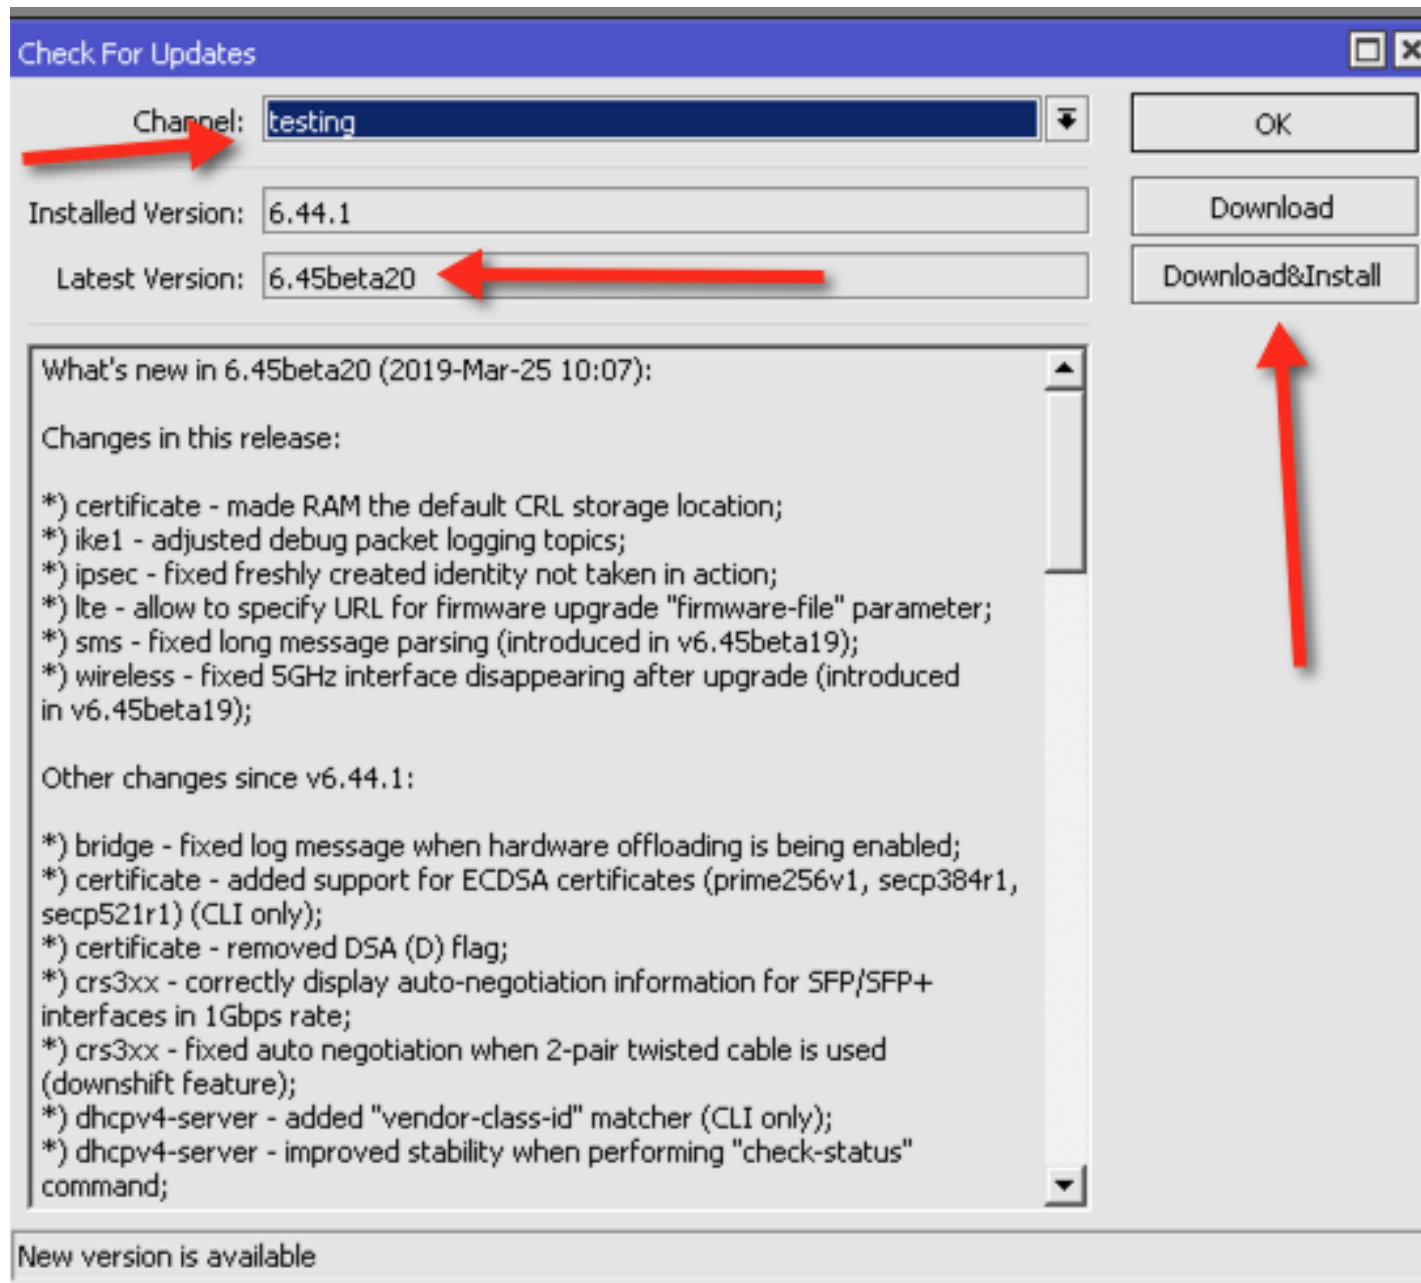 Check For Updates
Channel: testing
OK
Installed Version: 6.44.1
Download
Latest Version: 6.45beta20
Download&Install
What's new in 6.45beta20 (2019-Mar-25 10:07):
Changes in this release:
*) certificate - made RAM the default CRL storage location;
*) ike1 - adjusted debug packet logging topics;
*) ipsec - fixed freshly created identity not taken in action;
*) lte - allow to specify URL for firmware upgrade "firmware-file" parameter;
*) sms - fixed long message parsing (introduced in v6.45beta19);
*) wireless - fixed 5GHz interface disappearing after upgrade (introduced
in v6.45beta19);
Other changes since v6.44.1:
*) bridge - fixed log message when hardware offloading is being enabled;
*) certificate - added support for ECDSA certificates (prime256v1, secp384r1,
secp521r1) (CLI only);
*) certificate - removed DSA (D) flag;
*) crs3xx - correctly display auto-negotiation information for SFP/SFP+
interfaces in 1Gbps rate;
*) crs3xx - fixed auto negotiation when 2-pair twisted cable is used
(downshift feature);
*) dhcpv4-server - added "vendor-class-id" matcher (CLI only);
*) dhcpv4-server - improved stability when performing "check-status"
command;
New version is available